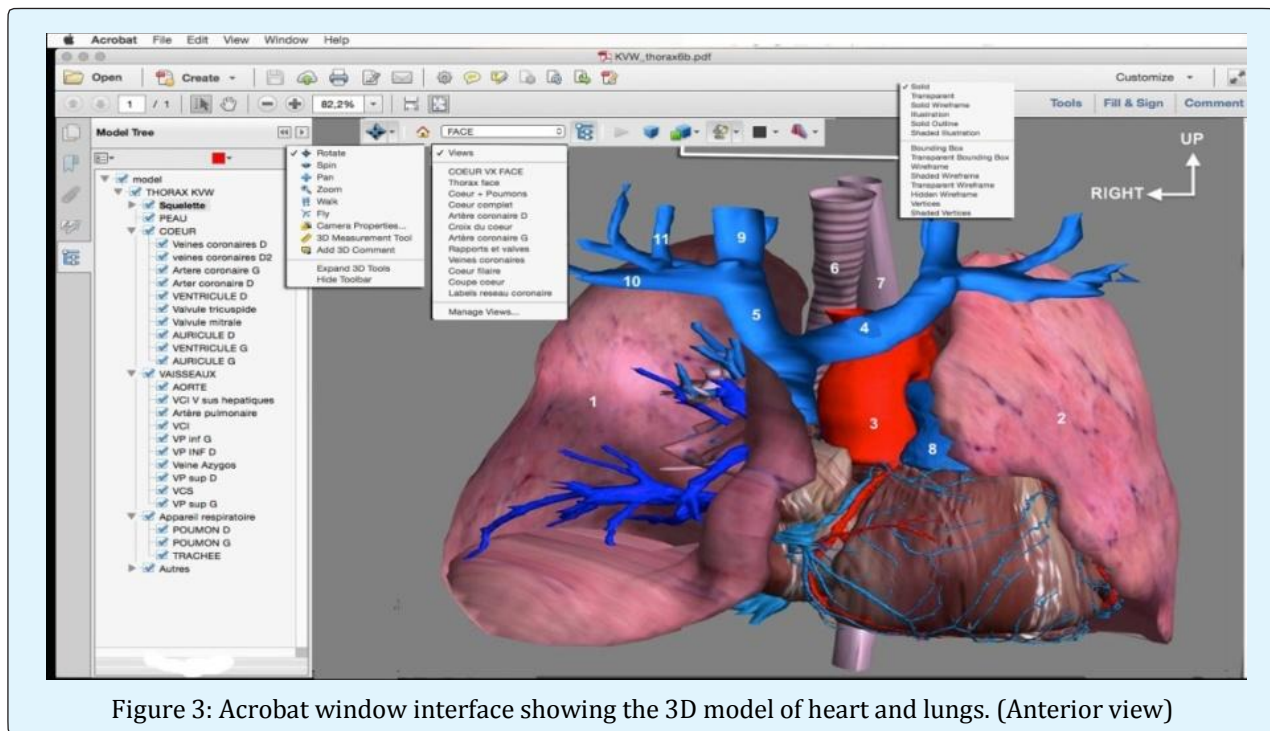 Acrobat File Edit View Window Help
KVW_thorax6b.pdf
Open Create Customize
1 / 1 82,2% Tools Fill & Sign Comment
Model Tree
model
THORAX KVW
Squelette
PEAU
COEUR
Veines coronaires D
veines coronaires D2
Artere coronaire G
Arter coronaire D
VENTRICULE D
Valvule tricuspide
Valvule mitrale
AURICULE D
VENTRICULE G
AURICULE G
VAISSEAUX
AORTE
VCI V sus hepatiques
Artère pulmonaire
VCI
VP inf G
VP INF D
Veine Azygos
VP sup D
VCS
VP sup G
Appareil respiratoire
POUMON D
POUMON G
TRACHEE
Autres
Rotate
Spin
Pan
Zoom
Walk
Fly
Camera Properties...
3D Measurement Tool
Add 3D Comment
Expand 3D Tools
Hide Toolbar
FACE
Views
COEUR VX FACE
Thorax face
Coeur + Poumons
Coeur complet
Artère coronaire D
Croix du coeur
Artère coronaire G
Rapports et valves
Veines coronaires
Coeur filaire
Coupe coeur
Labels reseau coronaire
Manage Views...
Solid
Transparent
Solid Wireframe
Illustration
Solid Outline
Shaded Illustration
Bounding Box
Transparent Bounding Box
Wireframe
Shaded Wireframe
Transparent Wireframe
Hidden Wireframe
Vertices
Shaded Vertices
UP
RIGHT
11
9
6
7
10
5
4
1
3
2
8
Figure 3: Acrobat window interface showing the 3D model of heart and lungs. (Anterior view)